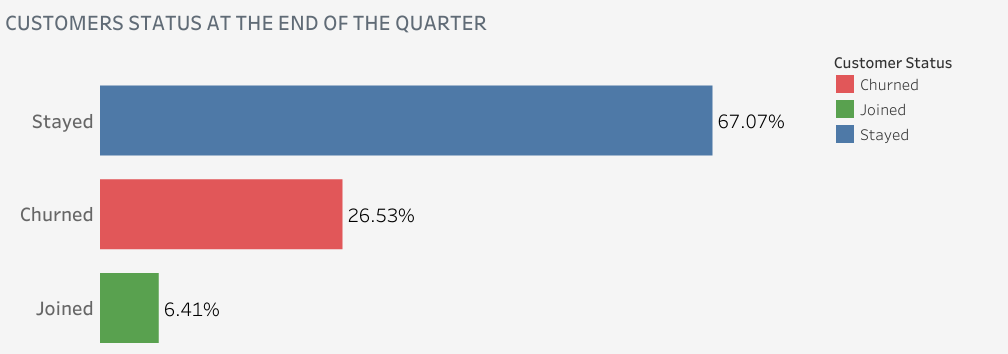 CUSTOMERS STATUS AT THE END OF THE QUARTER
Customer Status
Churned
Joined
Stayed
Stayed 67.07%
Churned 26.53%
Joined 6.41%